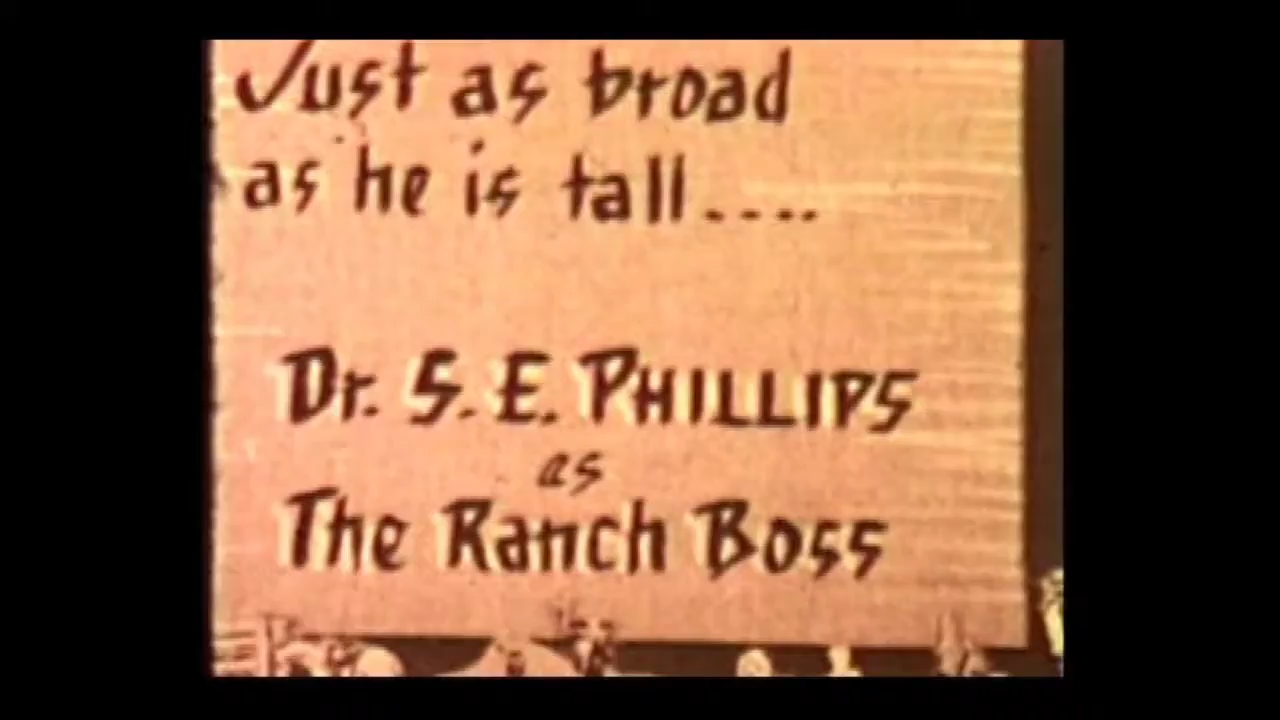 Just as broad
as he is tall....
Dr. S. E. PHILLIPS
as
The Ranch Boss